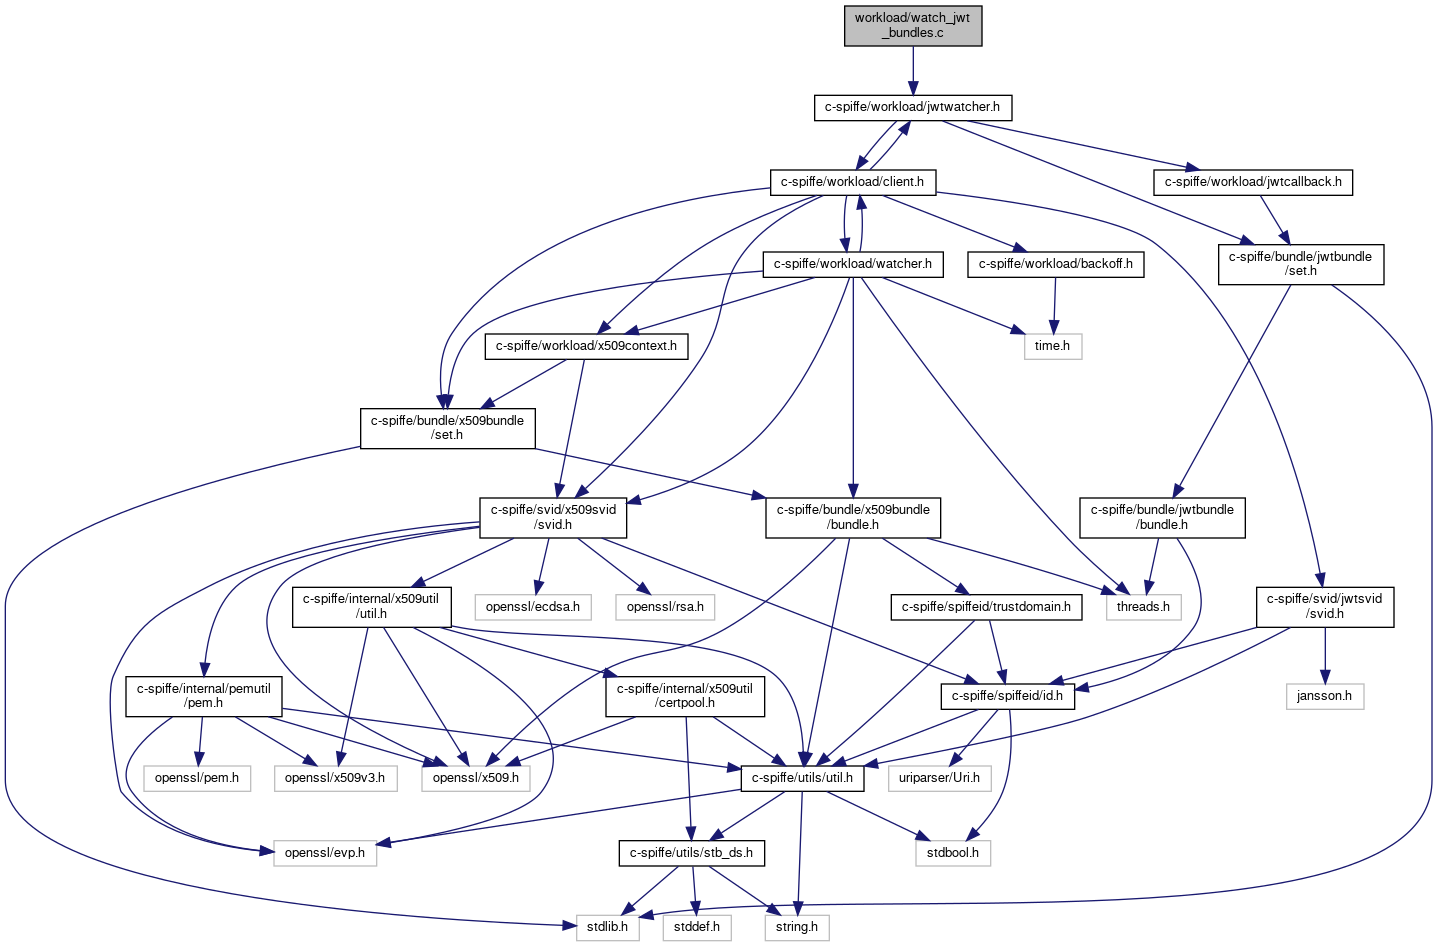 workload/watch_jwt
_bundles.c
c-spiffe/workload/jwtwatcher.h
c-spiffe/workload/client.h
c-spiffe/workload/jwtcallback.h
c-spiffe/workload/watcher.h
c-spiffe/workload/backoff.h
c-spiffe/bundle/jwtbundle
/set.h
c-spiffe/workload/x509context.h
time.h
c-spiffe/bundle/x509bundle
/set.h
c-spiffe/svid/x509svid
/svid.h
c-spiffe/bundle/x509bundle
/bundle.h
c-spiffe/bundle/jwtbundle
/bundle.h
c-spiffe/internal/x509util
/util.h
openssl/ecdsa.h
openssl/rsa.h
c-spiffe/spiffeid/trustdomain.h
threads.h
c-spiffe/svid/jwtsvid
/svid.h
c-spiffe/internal/pemutil
/pem.h
c-spiffe/internal/x509util
/certpool.h
c-spiffe/spiffeid/id.h
jansson.h
openssl/pem.h
openssl/x509v3.h
openssl/x509.h
c-spiffe/utils/util.h
uriparser/Uri.h
openssl/evp.h
c-spiffe/utils/stb_ds.h
stdbool.h
stdlib.h
stddef.h
string.h